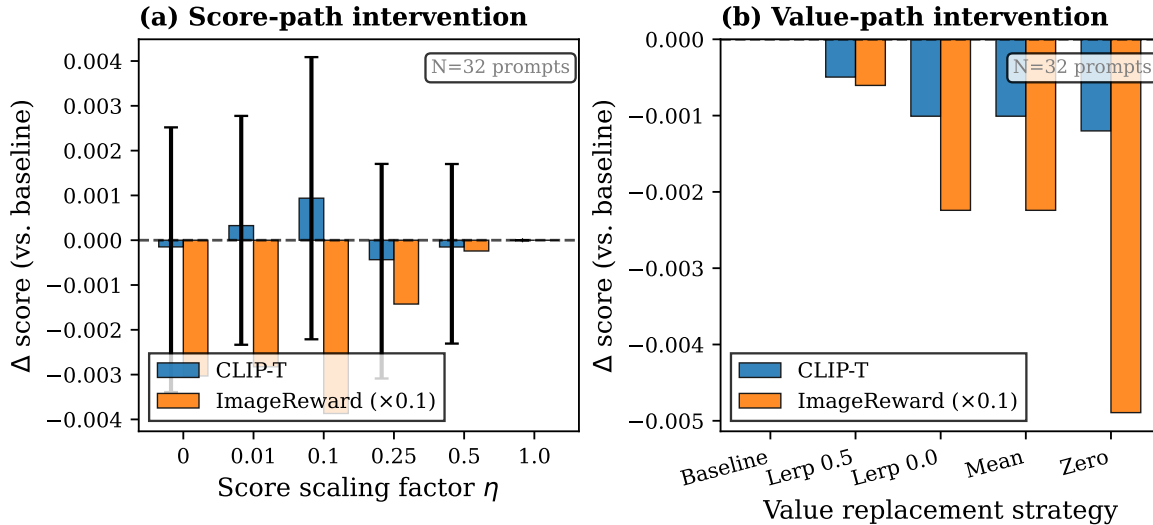 (a) Score-path intervention
Δ score (vs. baseline)
0.004
0.003
0.002
0.001
0.000
−0.001
−0.002
−0.003
−0.004
N=32 prompts
CLIP-T
ImageReward (×0.1)
0 0.01 0.1 0.25 0.5 1.0
Score scaling factor η
(b) Value-path intervention
Δ score (vs. baseline)
0.000
−0.001
−0.002
−0.003
−0.004
−0.005
N=32 prompts
CLIP-T
ImageReward (×0.1)
Baseline Lerp 0.5 Lerp 0.0 Mean Zero
Value replacement strategy